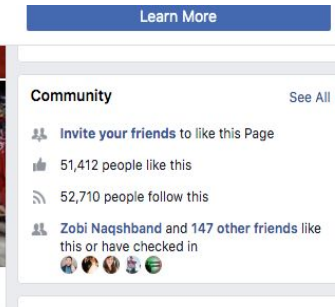 Learn More
Community
See All
Invite your friends to like this Page
51,412 people like this
52,710 people follow this
Zobi Naqshband and 147 other friends like
this or have checked in